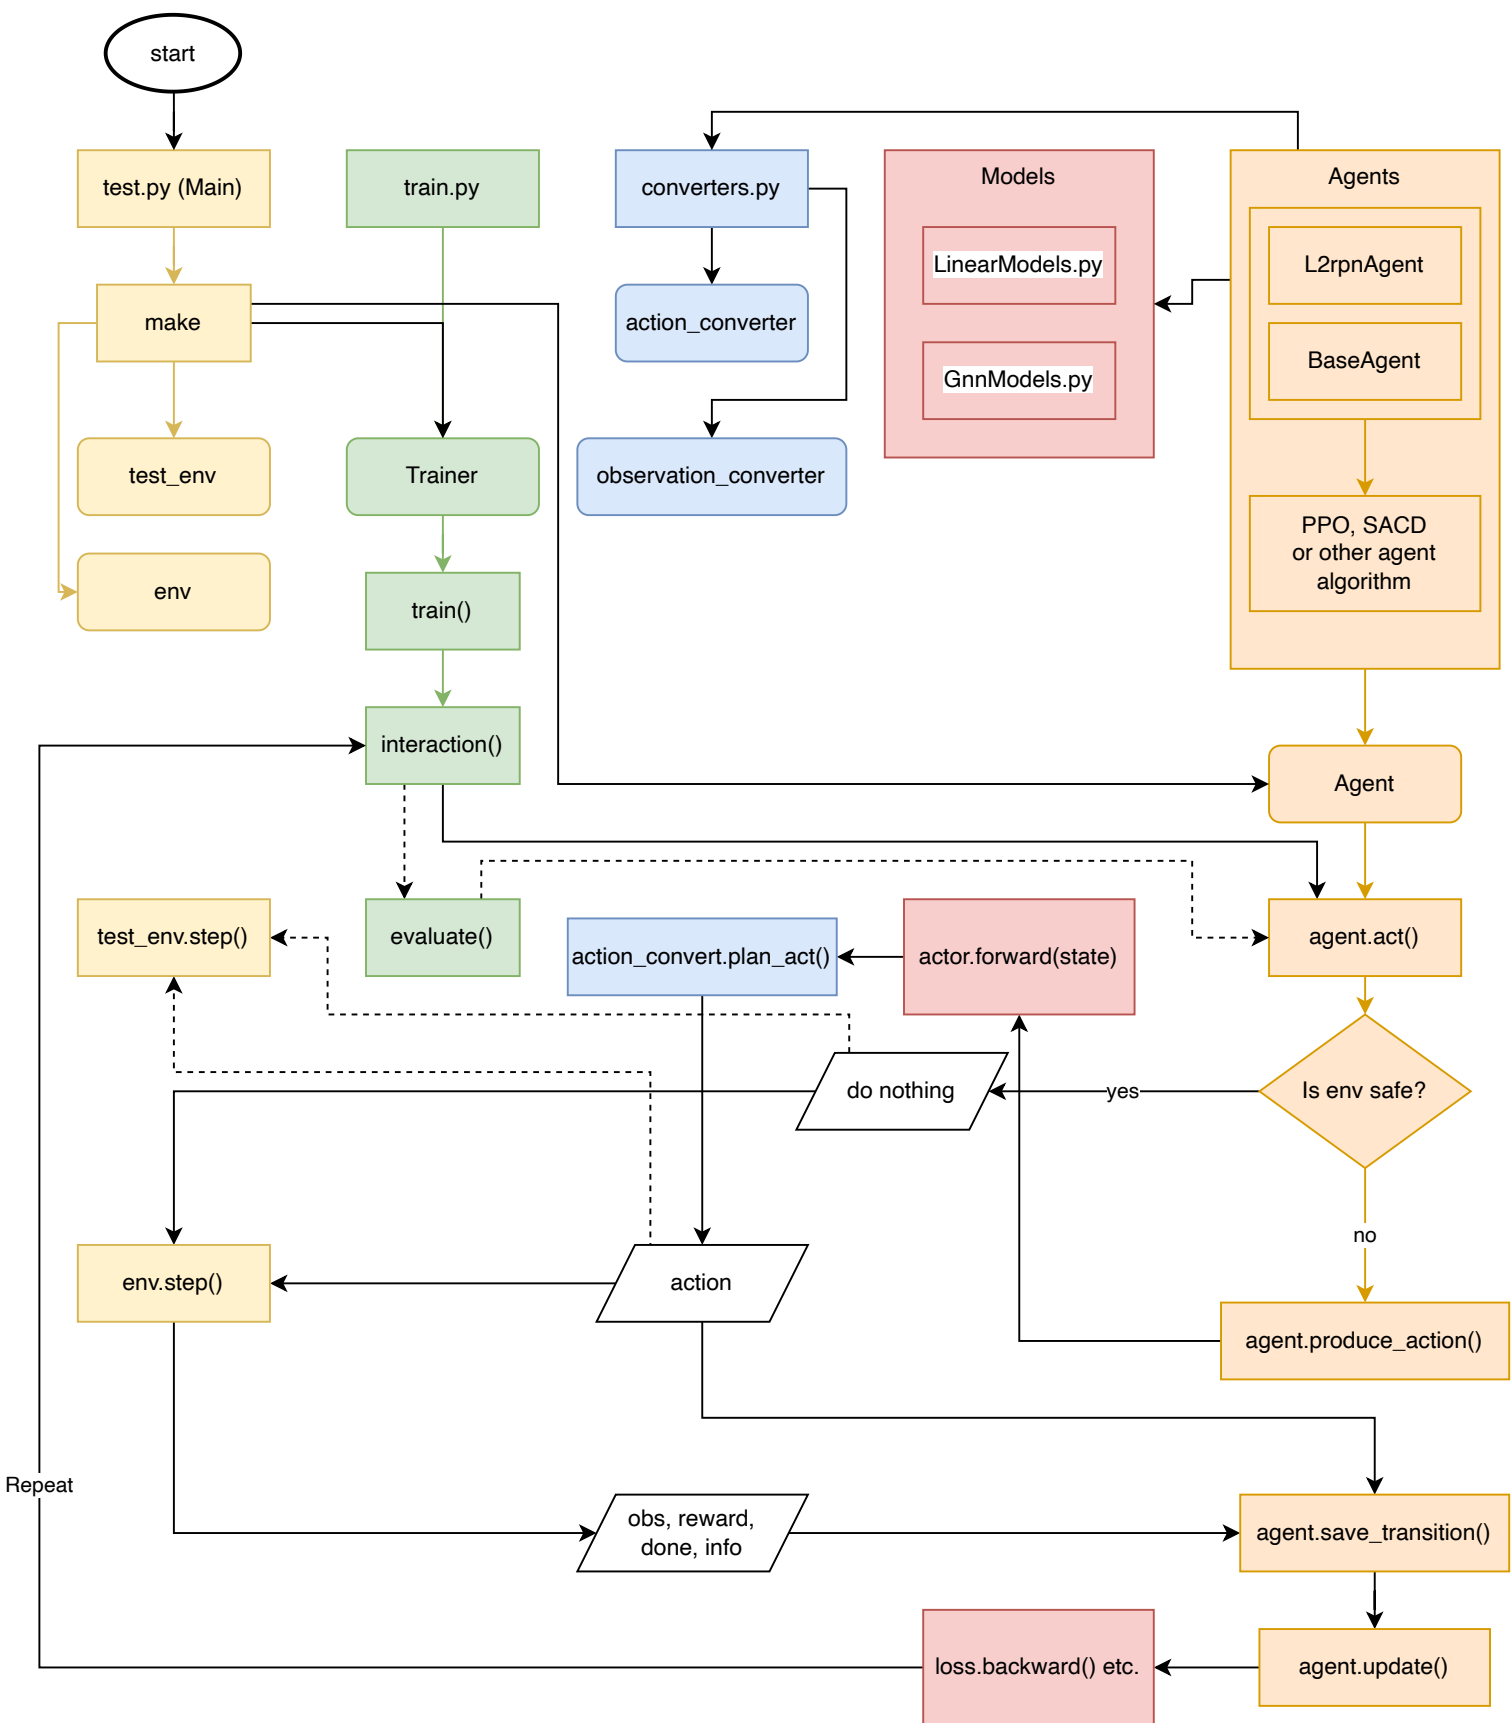 start
test.py (Main)
train.py
converters.py
Models
Agents
LinearModels.py
L2rpnAgent
make
action_converter
GnnModels.py
BaseAgent
test_env
Trainer
observation_converter
PPO, SACD
or other agent
algorithm
env
train()
interaction()
Agent
test_env.step()
evaluate()
action_convert.plan_act()
actor.forward(state)
agent.act()
do nothing
yes
Is env safe?
no
env.step()
action
agent.produce_action()
Repeat
obs, reward,
done, info
agent.save_transition()
loss.backward() etc.
agent.update()